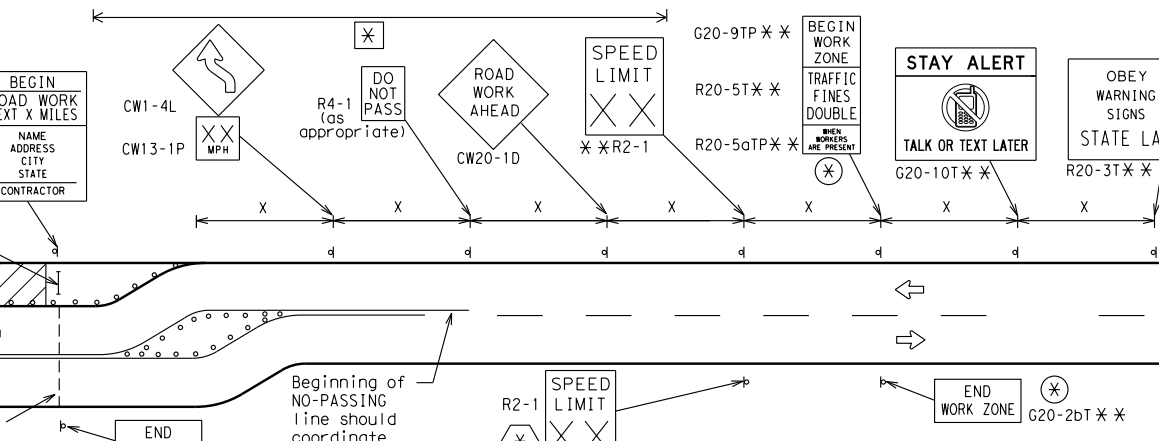 BEGIN
ROAD WORK
NEXT X MILES
NAME
ADDRESS
CITY
STATE
CONTRACTOR
CW1-4L
CW13-1P
XX
MPH
R4-1
(as
appropriate)
DO
NOT
PASS
ROAD
WORK
AHEAD
CW20-1D
SPEED
LIMIT
X X
**R2-1
G20-9TP**
R20-5T**
R20-5aTP**
BEGIN
WORK
ZONE
TRAFFIC
FINES
DOUBLE
WHEN
WORKERS
ARE PRESENT
STAY ALERT
TALK OR TEXT LATER
G20-10T**
OBEY
WARNING
SIGNS
STATE LA
R20-3T**
X X X X X X X
Beginning of
NO-PASSING
line should
coordinate
R2-1
SPEED
LIMIT
X X
END
WORK ZONE
G20-2bT**
END